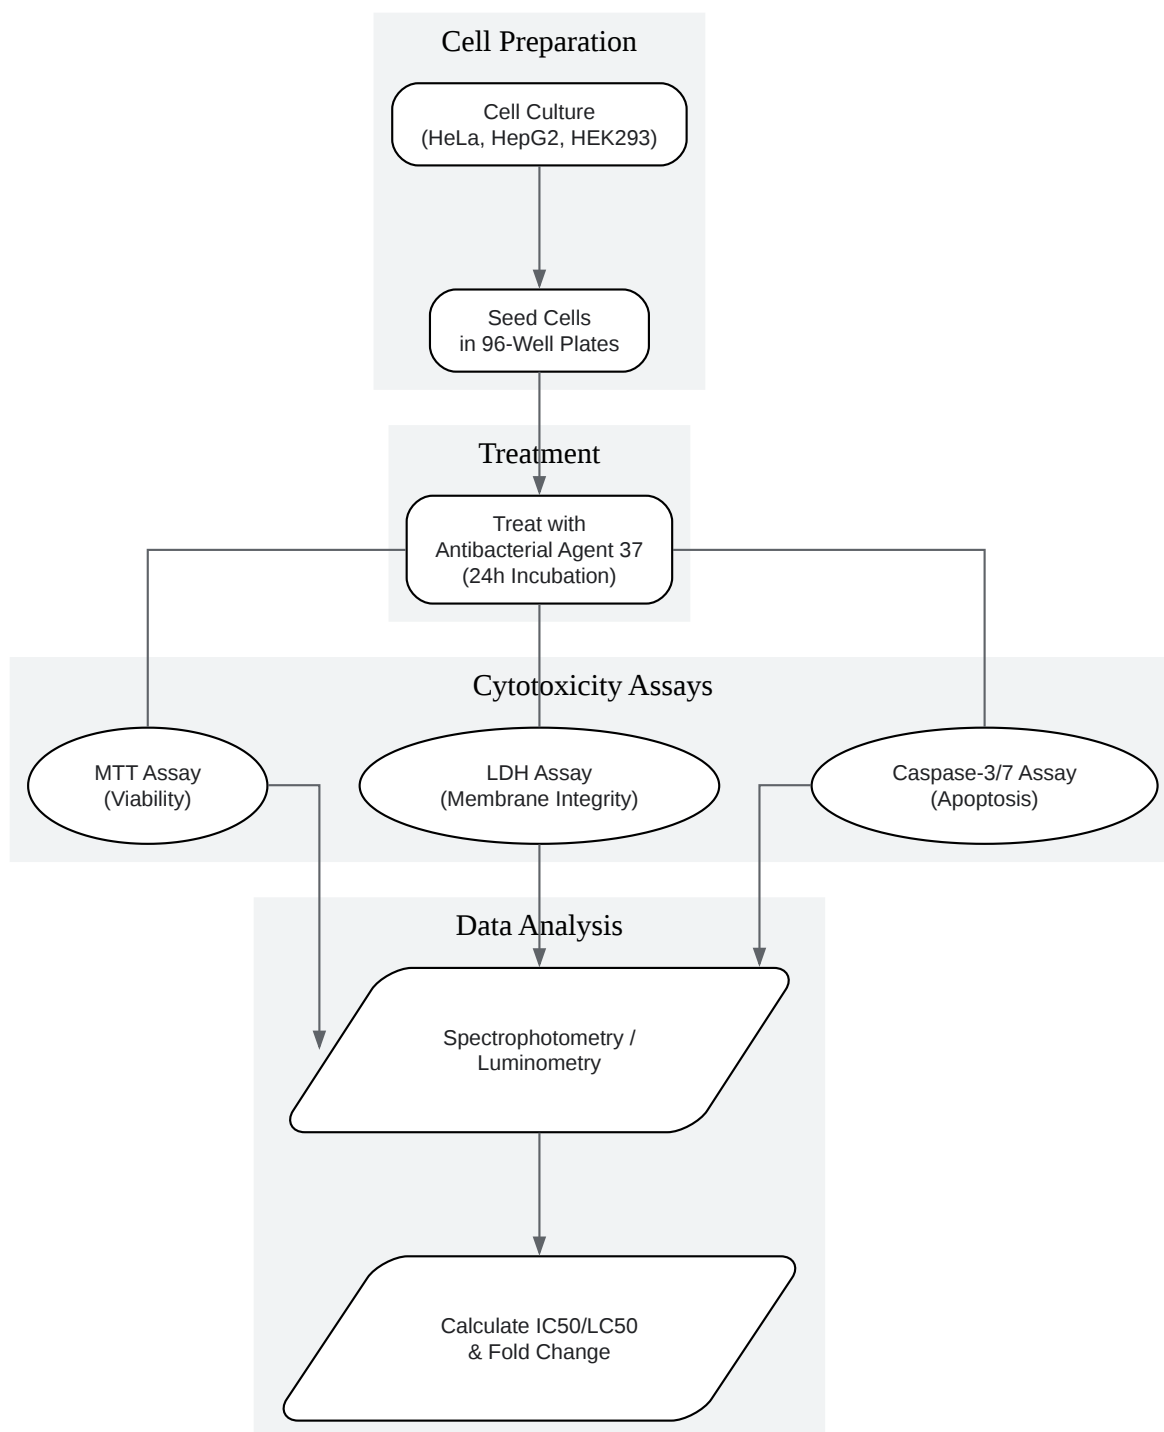 Cell Preparation
Cell Culture
(HeLa, HepG2, HEK293)
Seed Cells
in 96-Well Plates
Treatment
Treat with
Antibacterial Agent 37
(24h Incubation)
Cytotoxicity Assays
MTT Assay
(Viability)
LDH Assay
(Membrane Integrity)
Caspase-3/7 Assay
(Apoptosis)
Data Analysis
Spectrophotometry /
Luminometry
Calculate IC50/LC50
& Fold Change